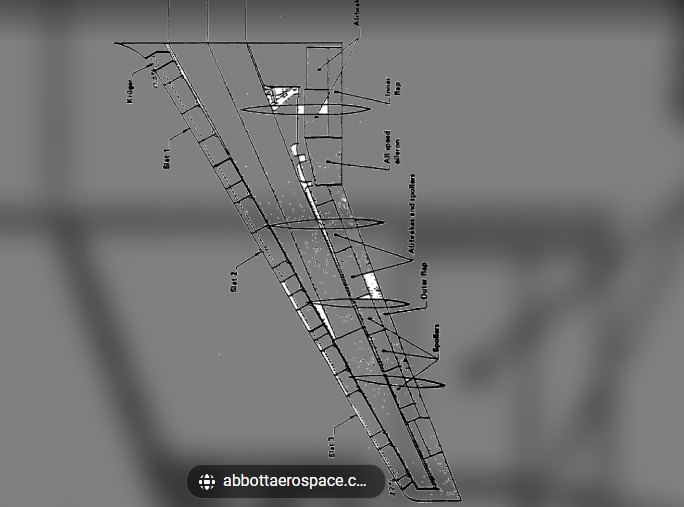 Airbrakes
Krüger
Inner
flap
Slat 1
All speed
aileron
Airbrakes and spoilers
Slat 2
Outer flap
Spoilers
Slat 3
abbottaerospace.c...